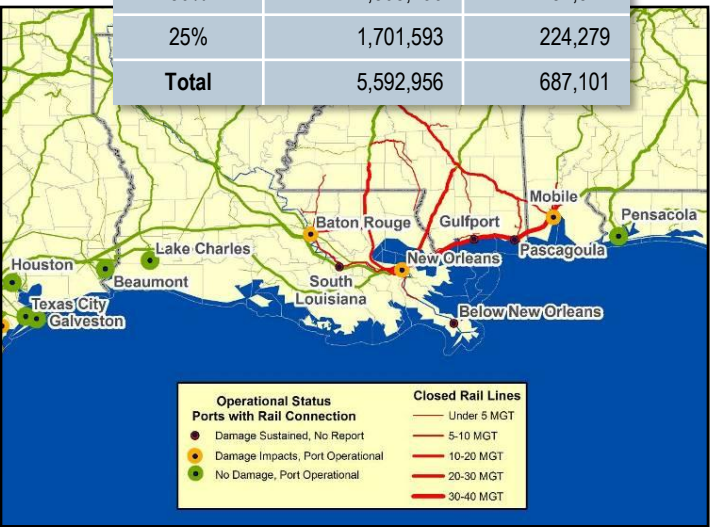 25% 1,701,593 224,279
Total 5,592,956 687,101
Mobile
Pensacola
Baton Rouge
Gulfport
Pascagoula
Lake Charles
New Orleans
Houston
Beaumont
South
Louisiana
Texas City
Galveston
Below New Orleans
Operational Status
Ports with Rail Connection
Damage Sustained, No Report
Damage Impacts, Port Operational
No Damage, Port Operational
Closed Rail Lines
Under 5 MGT
5-10 MGT
10-20 MGT
20-30 MGT
30-40 MGT